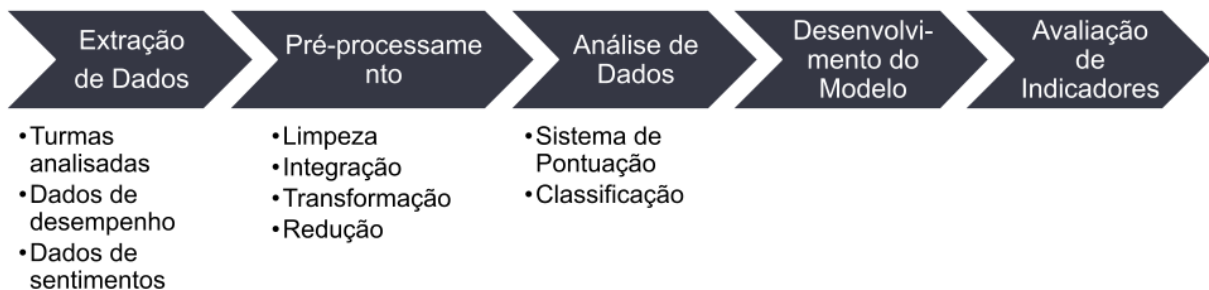 Extração
de Dados
Pré-processame
nto
Análise de
Dados
Desenvolvi-
mento do
Modelo
Avaliação
de
Indicadores
•Turmas
analisadas
•Dados de
desempenho
•Dados de
sentimentos
•Limpeza
•Integração
•Transformação
•Redução
•Sistema de
Pontuação
•Classificação